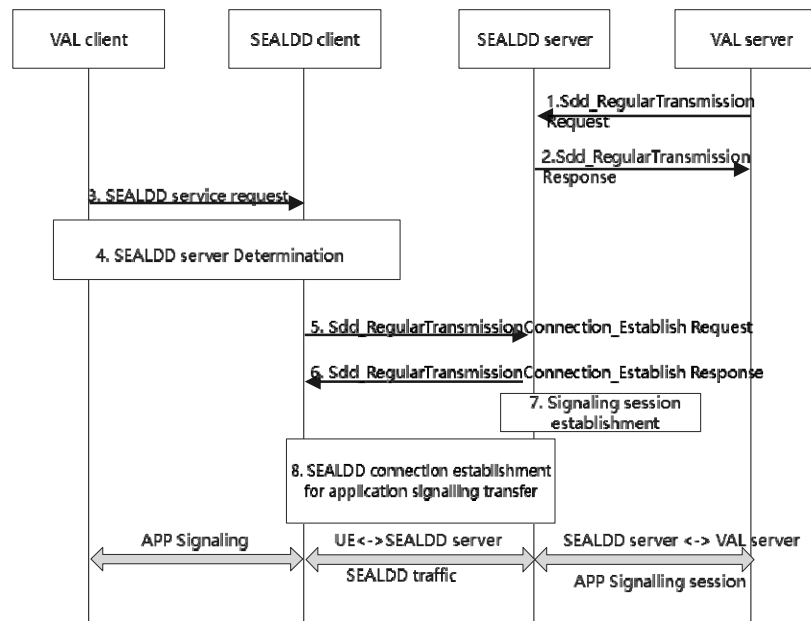 VAL client
SEALDD client
SEALDD server
VAL server
1.Sdd_RegularTransmission
Request
2.Sdd_RegularTransmission
Response
3. SEALDD service request
4. SEALDD server Determination
5. Sdd_RegularTransmissionConnection_Establish Request
6. Sdd_RegularTransmissionConnection_Establish Response
7. Signaling session
establishment
8. SEALDD connection establishment
for application signalling transfer
APP Signaling
UE<->SEALDD server
SEALDD traffic
SEALDD server <-> VAL server
APP Signalling session